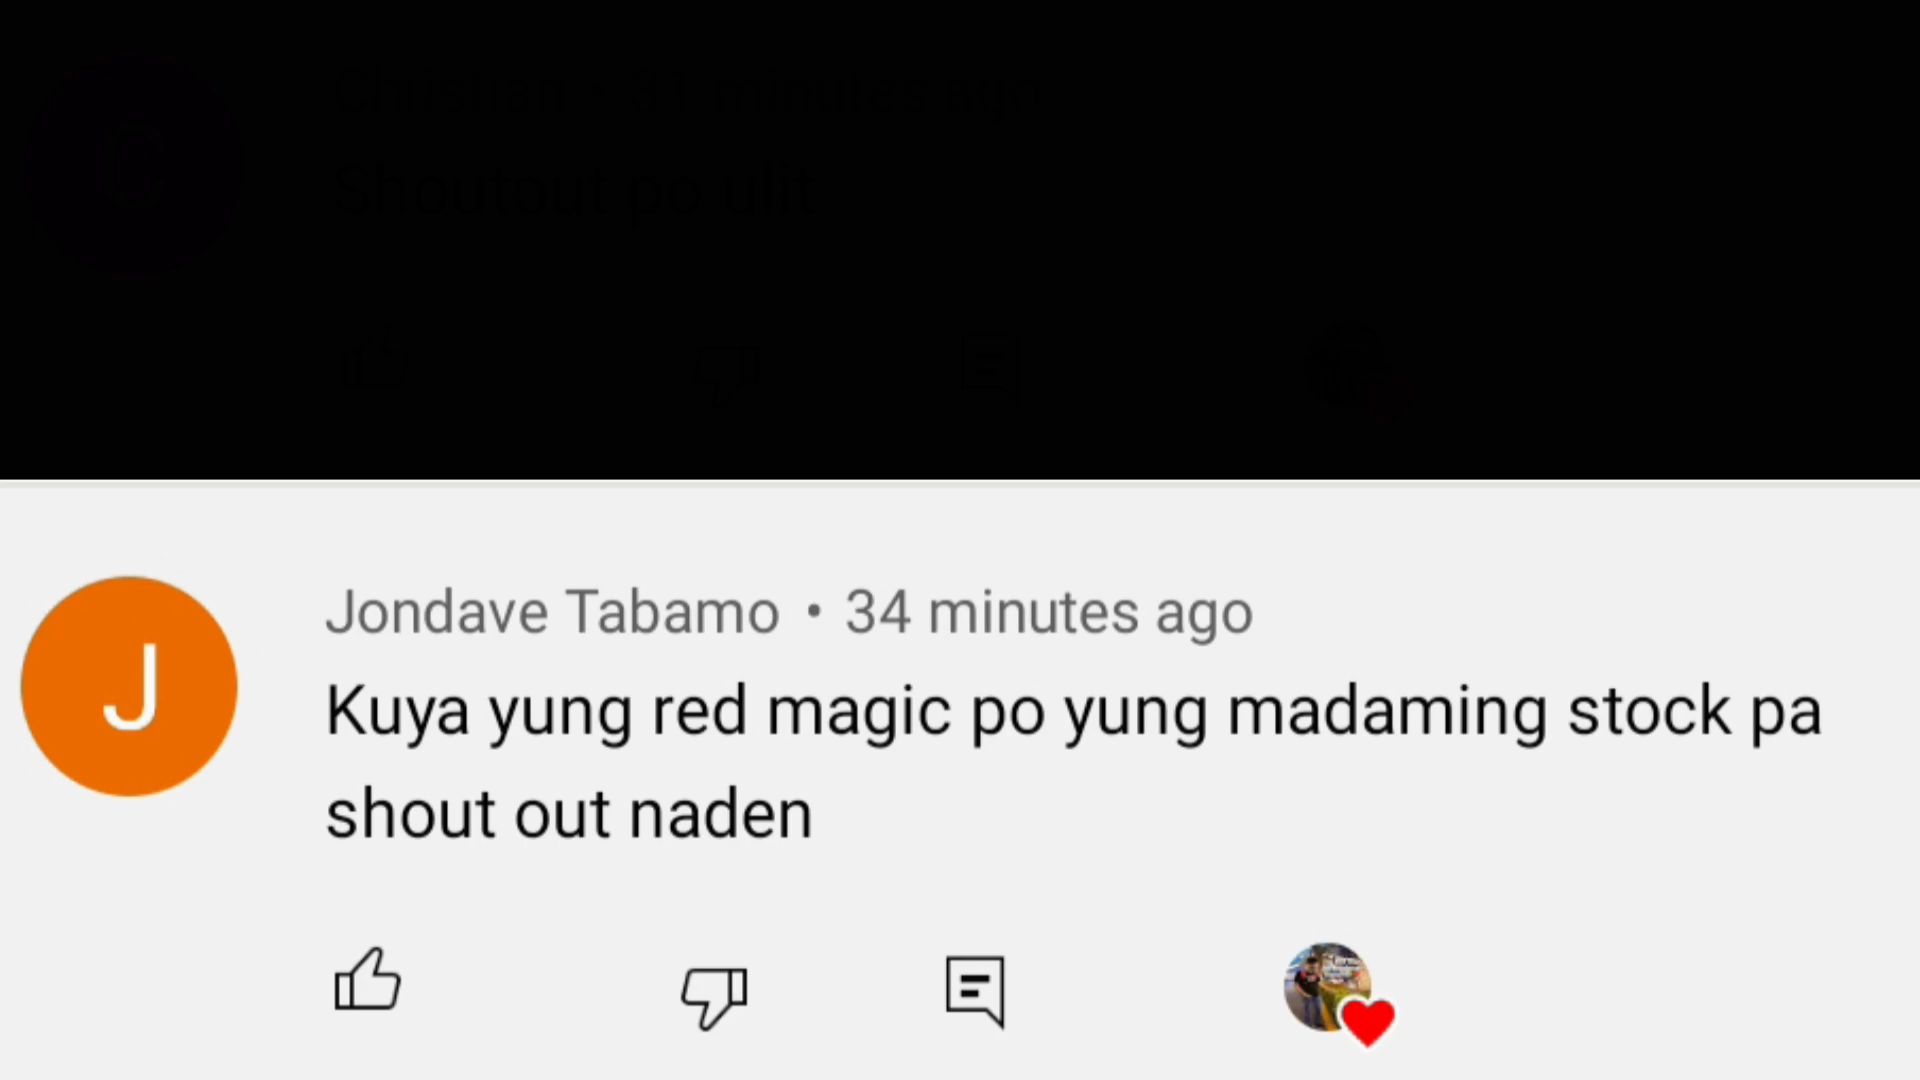 Christian • 31 minutes ago
Shoutout po ulit
C
Jondave Tabamo • 34 minutes ago
J
Kuya yung red magic po yung madaming stock pa
shout out naden